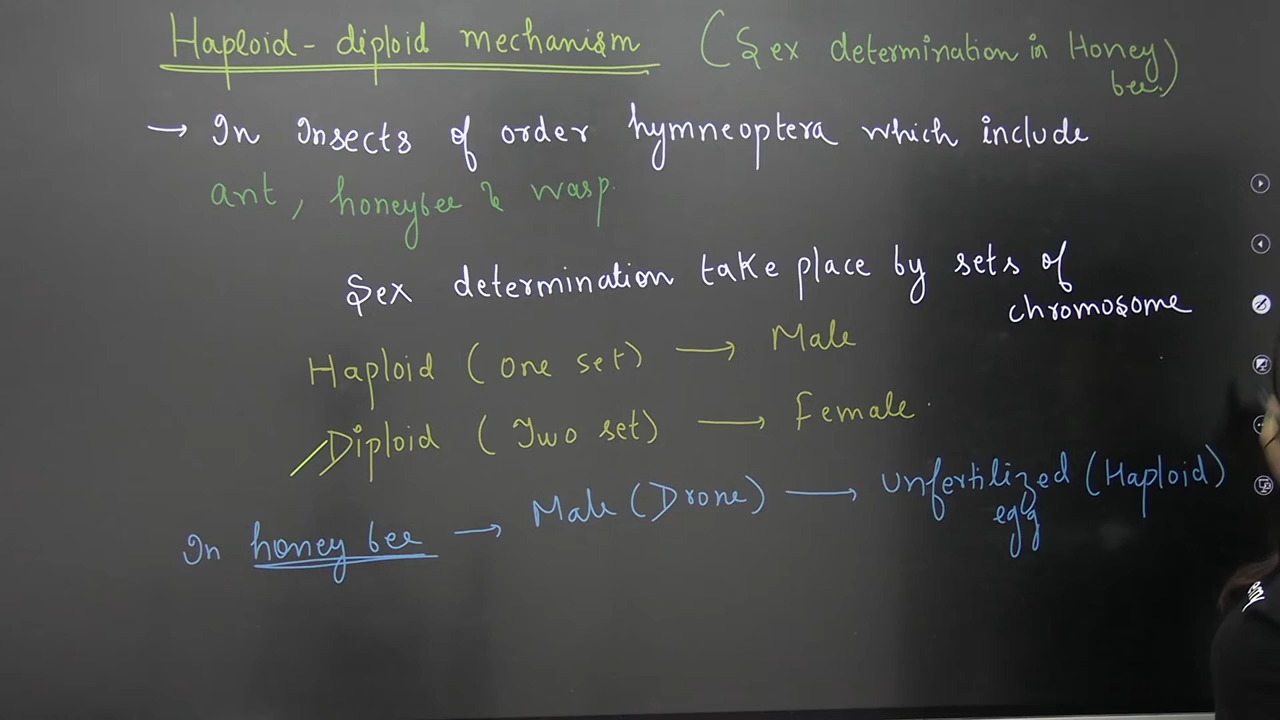 Haploid - diploid mechanism (Sex determination in Honey bee.)
→ In Insects of order hymneoptera which include
ant, honeybee & wasp.
Sex determination take place by sets of chromosome
Haploid (one set) → Male
Diploid (Two set) → Female.
In honey bee → Male (Drone) → unfertilized (Haploid) egg